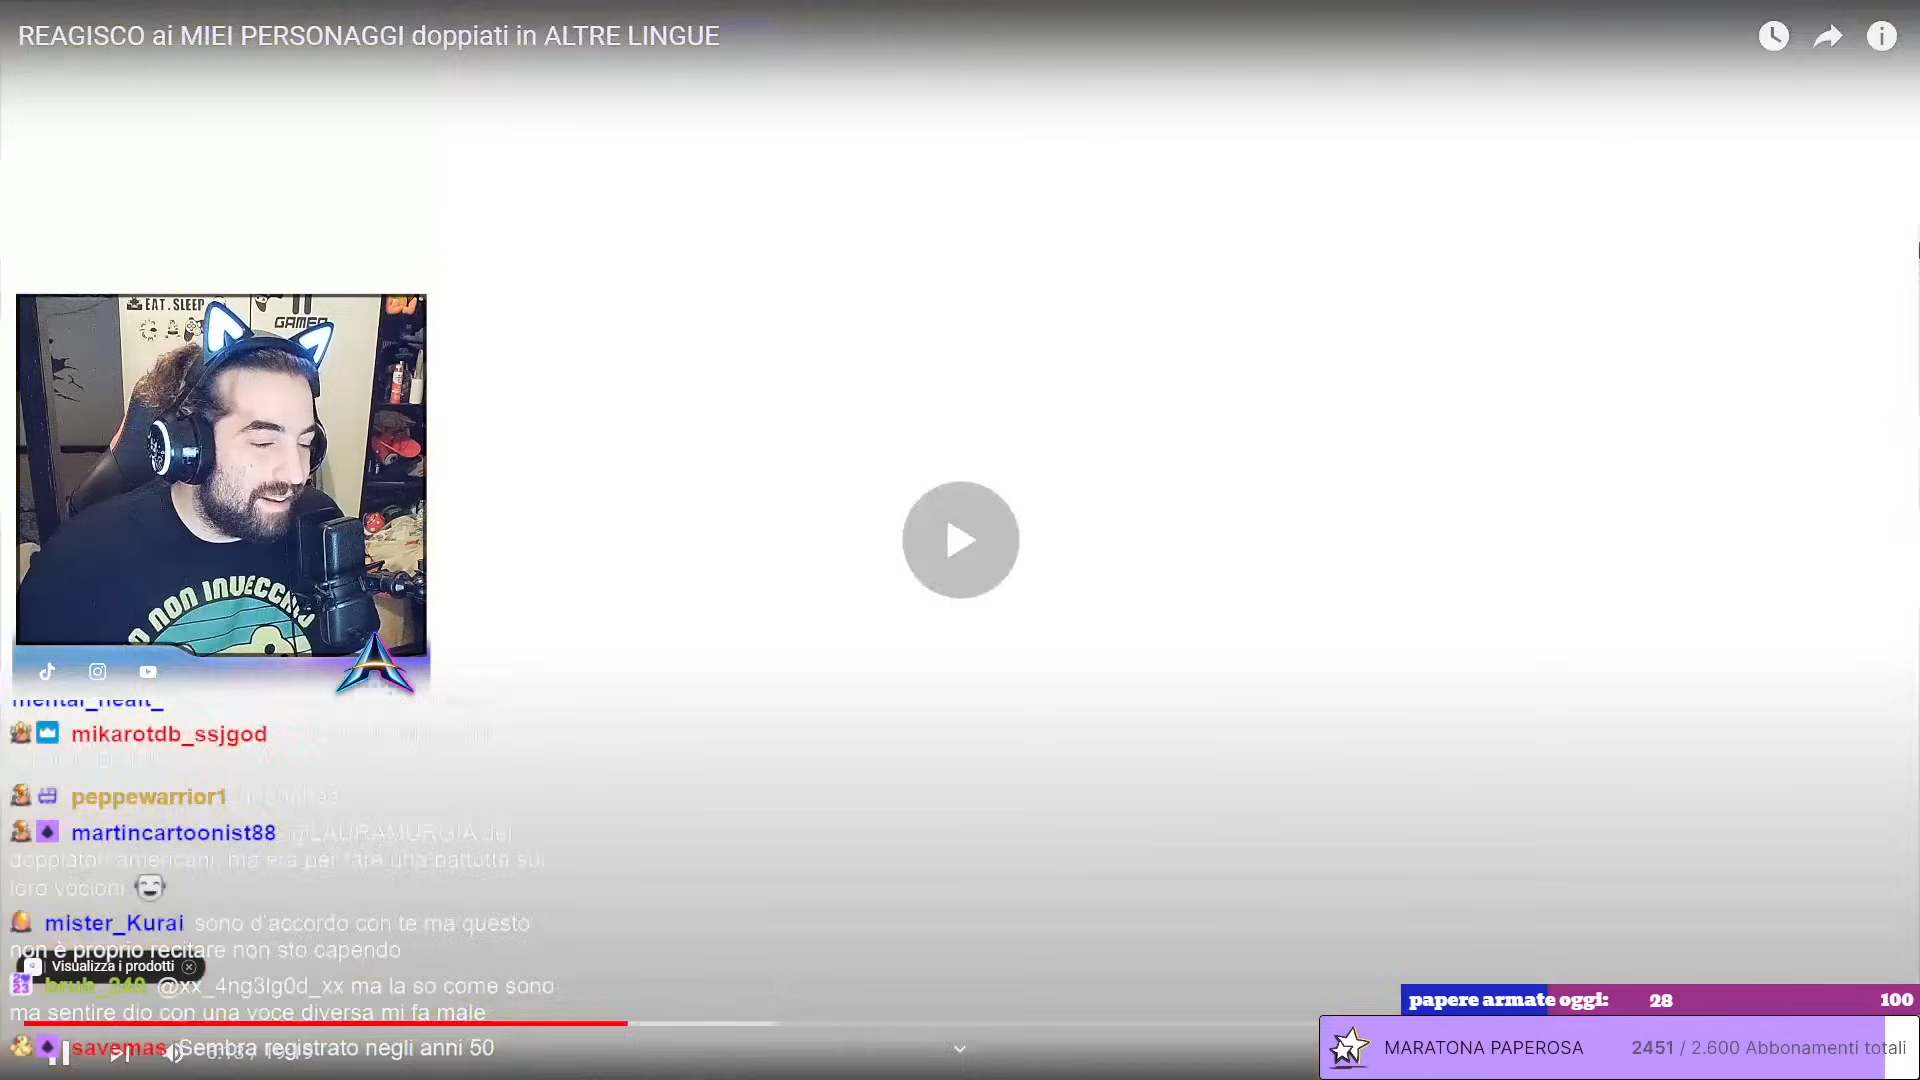 REAGISCO ai MIEI PERSONAGGI doppiati in ALTRE LINGUE
EAT.SLEEP
GAMER
NON INVECCHIO
mental_healt_
mikarotdb_ssjgod
peppewarrior1
martincartoonist88 @LAURAMURGIA dei
doppiatori americani, ma era per fare una battutta sui
loro vocioni
mister_Kurai sono d'accordo con te ma questo
non è proprio recitare non sto capendo
Visualizza i prodotti
bruh_249 @xx_4ng3lg0d_xx ma la so come sono
ma sentire dio con una voce diversa mi fa male
savemas Sembra registrato negli anni 50
papere armate oggi: 28 100
MARATONA PAPEROSA 2451 / 2.600 Abbonamenti totali